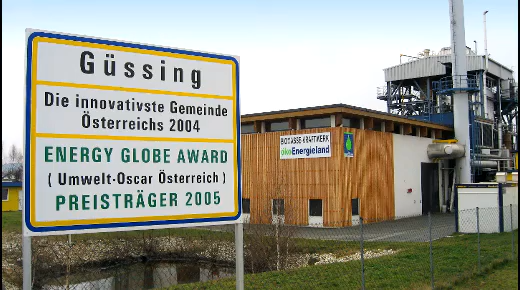 Güssing
Die innovativste Gemeinde
Österreichs 2004
ENERGY GLOBE AWARD
( Umwelt-Oscar Österreich )
PREISTRÄGER 2005
BIOMASSE KRAFTWERK
ökoEnergieland